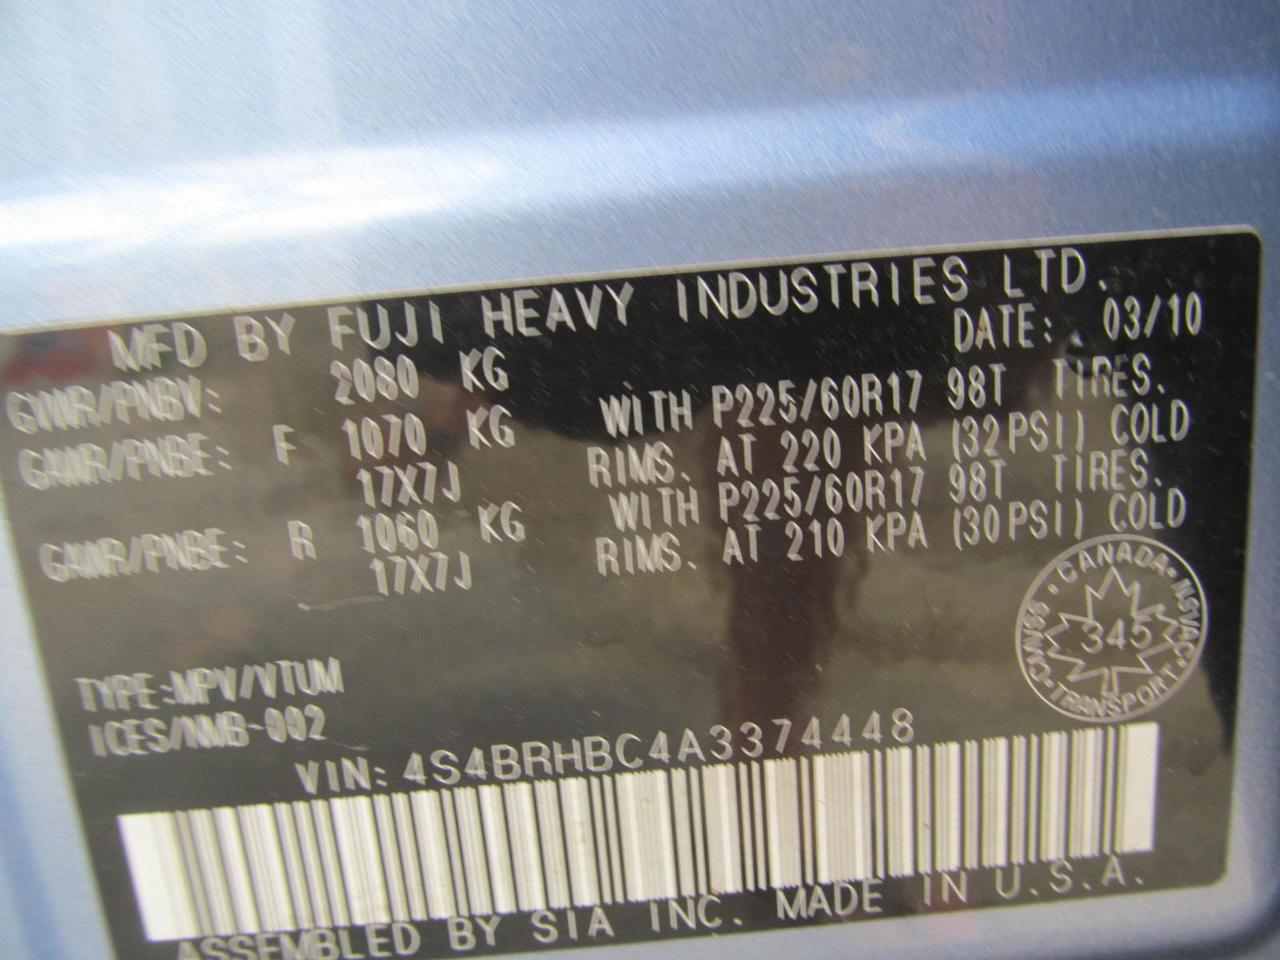 MFD BY FUJI HEAVY INDUSTRIES LTD.
DATE: 03/10
GVWR/PNBV: 2080 KG
GAWR/PNBE: F 1070 KG WITH P225/60R17 98T TIRES.
17X7J RIMS. AT 220 KPA (32PSI) COLD
GAWR/PNBE: R 1060 KG WITH P225/60R17 98T TIRES.
17X7J RIMS. AT 210 KPA (30PSI) COLD
CANADA · NSVAC · TRANSPORT · CMVSS
345
TYPE:MPV/VTUM
ICES/NMB-002
VIN: 4S4BRHBC4A3374448
ASSEMBLED BY SIA INC. MADE IN U.S.A.